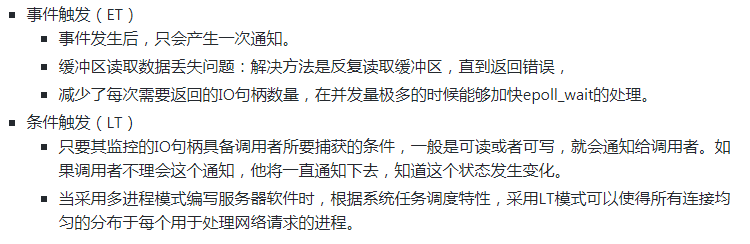 事件触发（ET）
事件发生后，只会产生一次通知。
缓冲区读取数据丢失问题：解决方法是反复读取缓冲区，直到返回错误，
减少了每次需要返回的IO句柄数量，在并发量极多的时候能够加快epoll_wait的处理。
条件触发（LT）
只要其监控的IO句柄具备调用者所要捕获的条件，一般是可读或者可写，就会通知给调用者。如
果调用者不理会这个通知，他将一直通知下去，知道这个状态发生变化。
当采用多进程模式编写服务器软件时，根据系统任务调度特性，采用LT模式可以使得所有连接均
匀的分布于每个用于处理网络请求的进程。